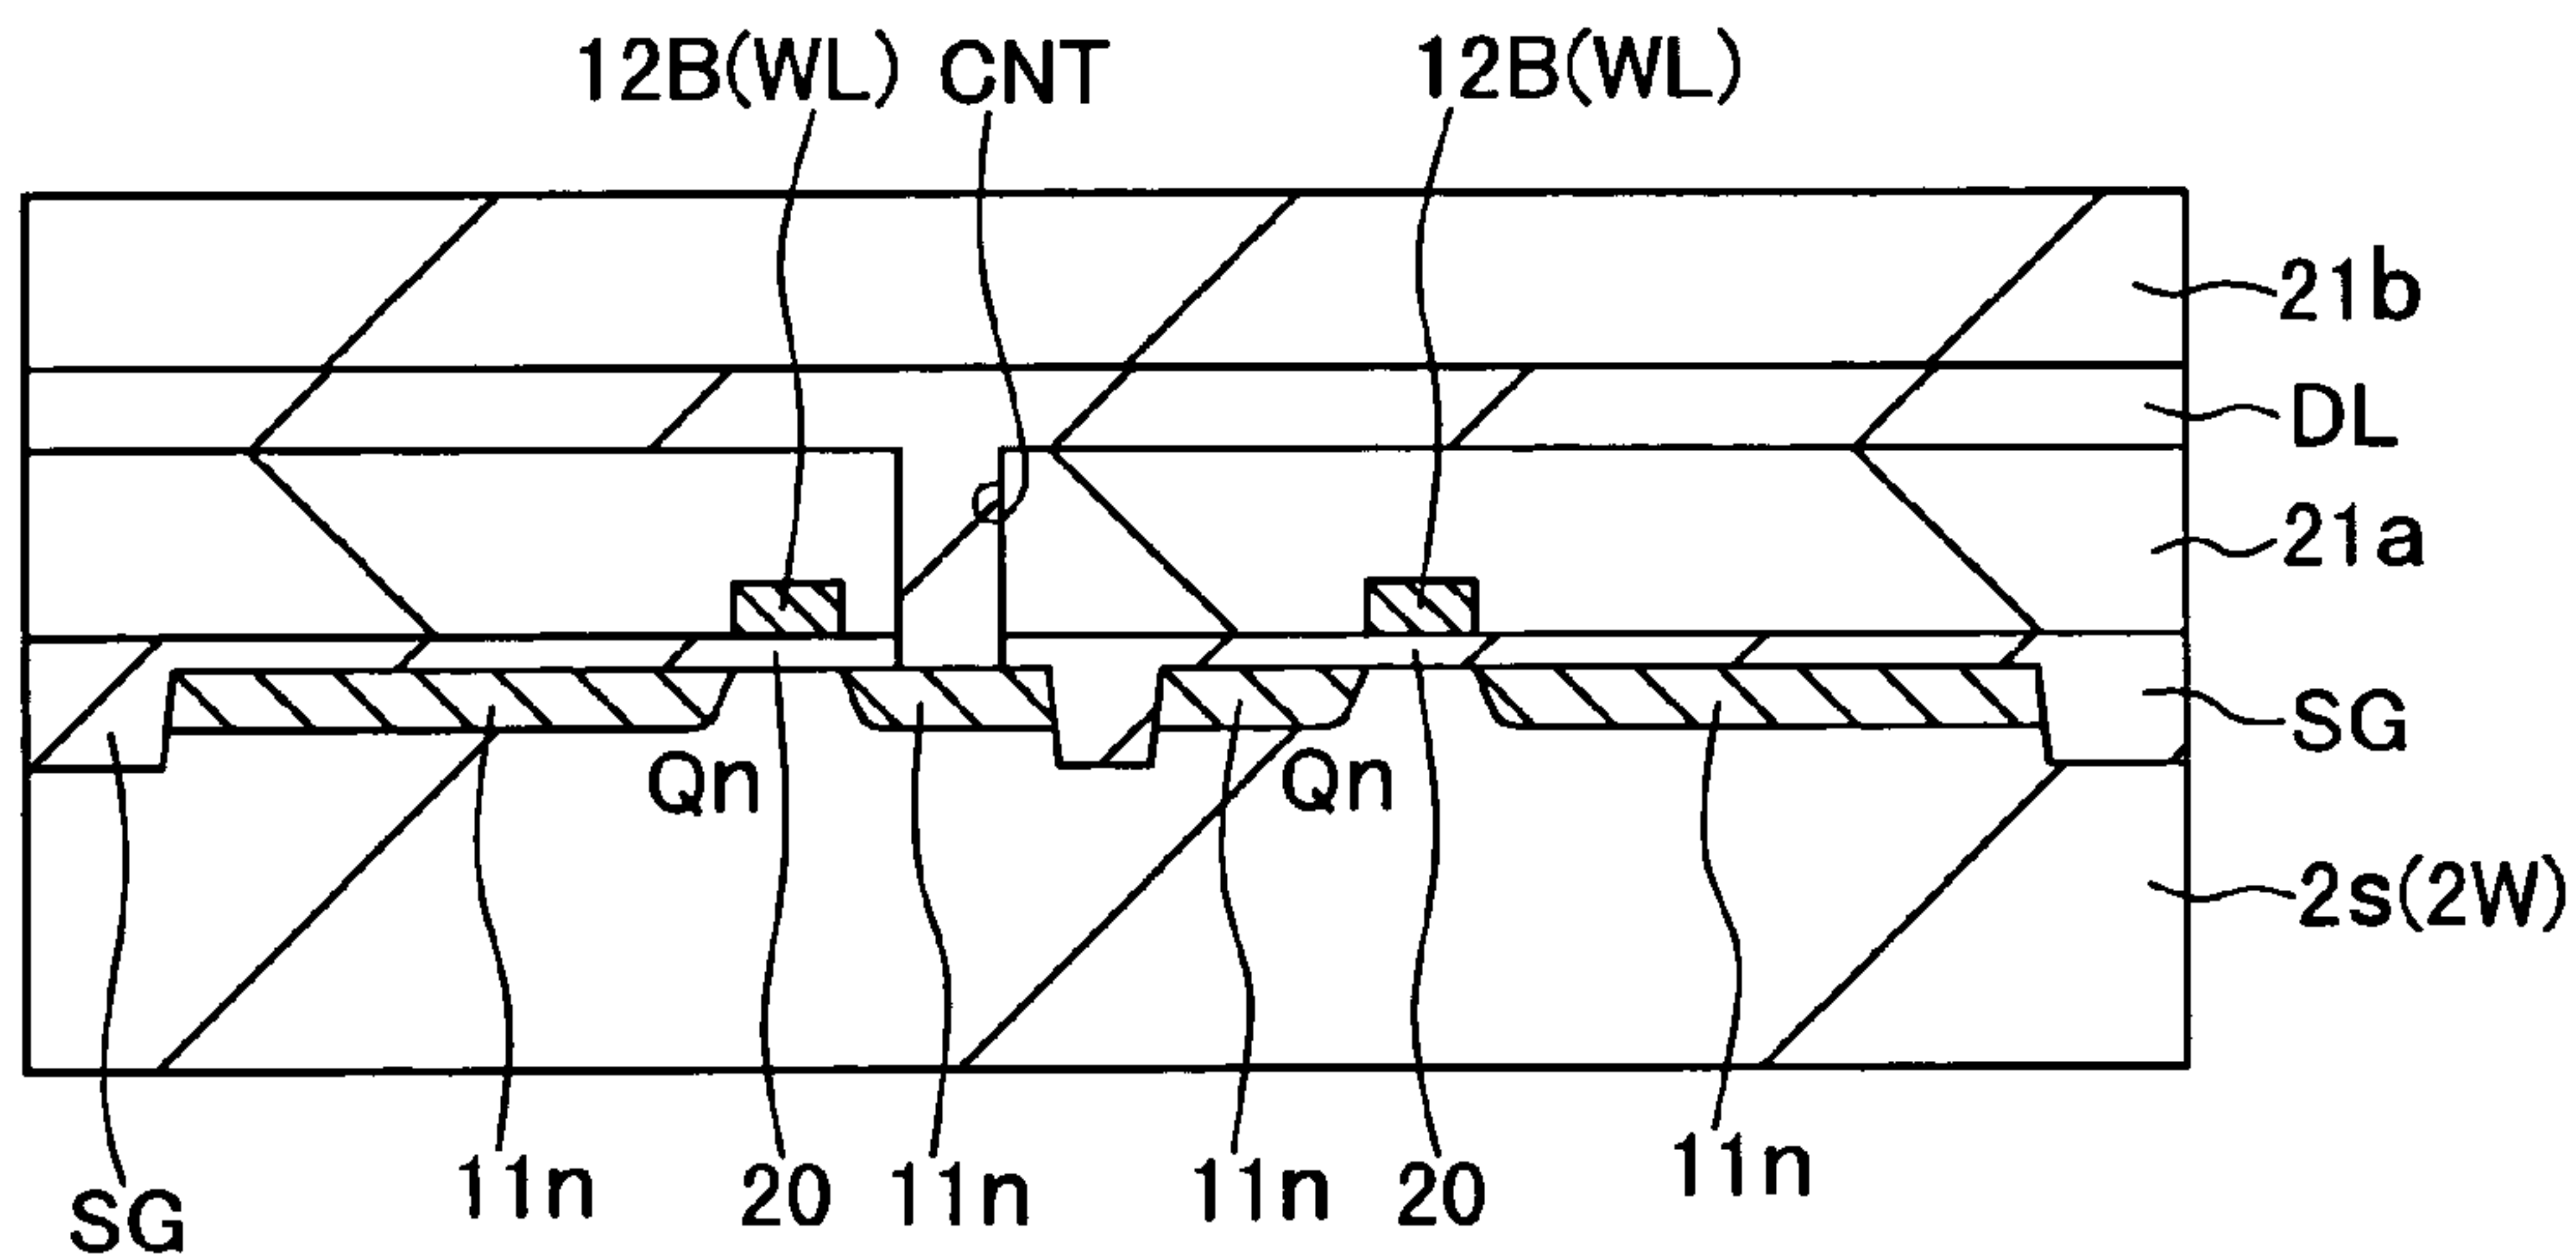 12B(WL) CNT 12B(WL)
21b
DL
21a
SG
Qn Qn
2s(2W)
SG 11n 20 11n 11n 20 11n